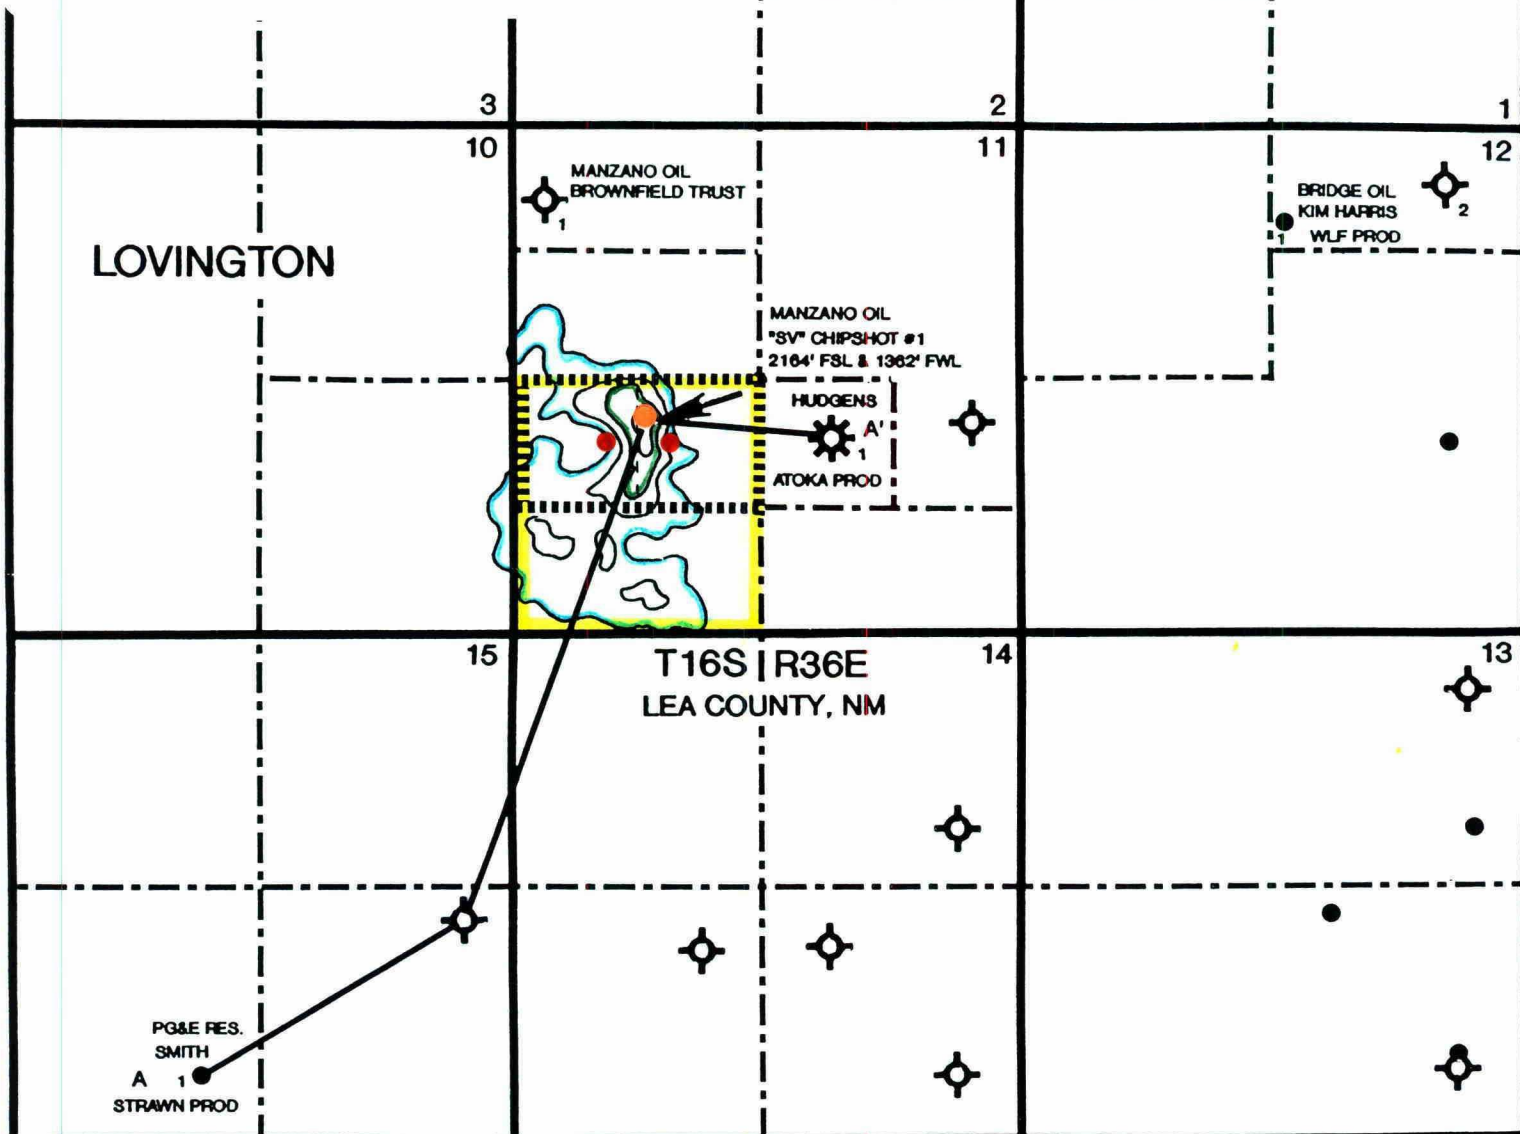 3
2
1
10
11
12
MANZANO OIL
BROWNFIELD TRUST
1
BRIDGE OIL
KIM HARRIS
1 WLF PROD
2
LOVINGTON
MANZANO OIL
"SV" CHIPSHOT #1
2164' FSL & 1362' FWL
HUDGENS
A'
1
ATOKA PROD
15
T16S R36E
14
13
LEA COUNTY, NM
PG&E RES.
SMITH
A 1
STRAWN PROD